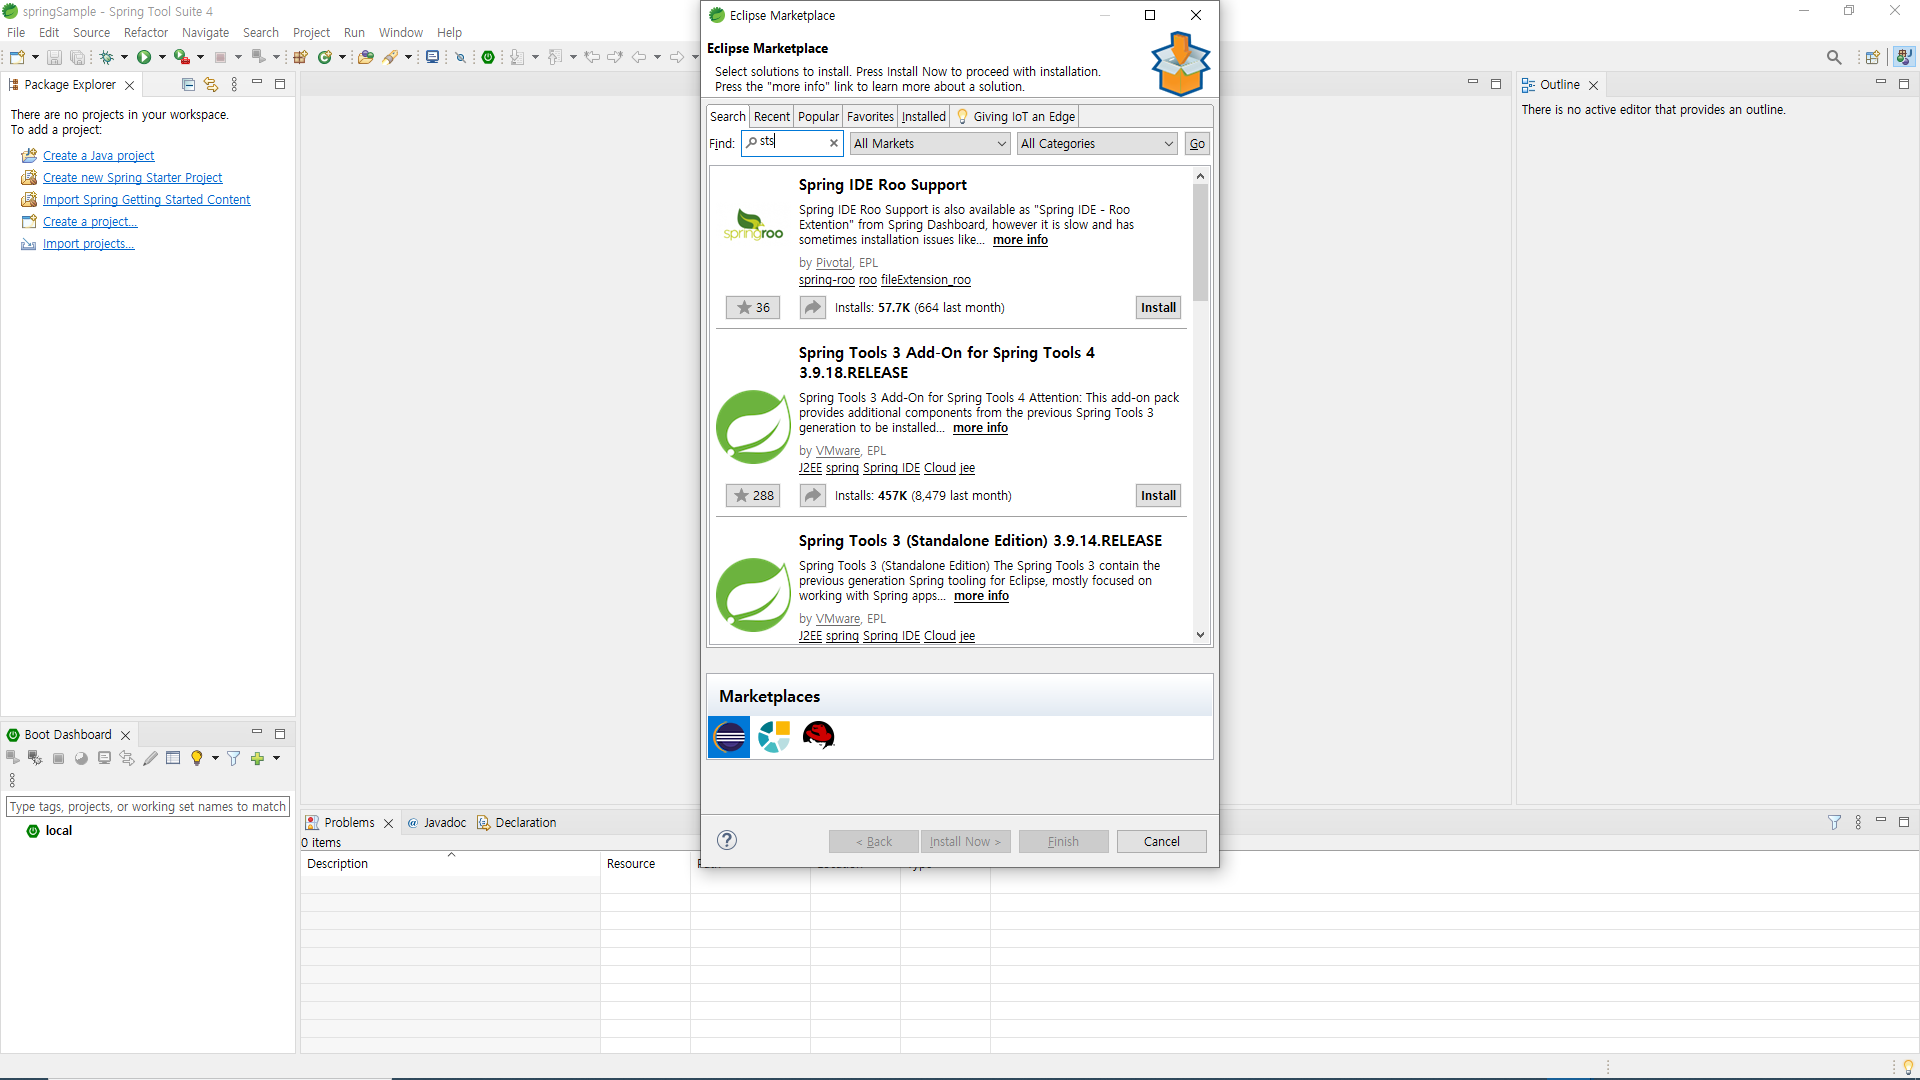 springSample - Spring Tool Suite 4
File Edit Source Refactor Navigate Search Project Run Window Help
Package Explorer
There are no projects in your workspace.
To add a project:
Create a Java project
Create new Spring Starter Project
Import Spring Getting Started Content
Create a project...
Import projects...
Boot Dashboard
Type tags, projects, or working set names to match
local
Eclipse Marketplace
Eclipse Marketplace
Select solutions to install. Press Install Now to proceed with installation.
Press the "more info" link to learn more about a solution.
Search Recent Popular Favorites Installed Giving IoT an Edge
Find: sts All Markets All Categories Go
Spring IDE Roo Support
Spring IDE Roo Support is also available as "Spring IDE - Roo
Extention" from Spring Dashboard, however it is slow and has
sometimes installation issues like... more info
springroo
by Pivotal, EPL
spring-roo roo fileExtension_roo
36 Installs: 57.7K (664 last month) Install
Spring Tools 3 Add-On for Spring Tools 4
3.9.18.RELEASE
Spring Tools 3 Add-On for Spring Tools 4 Attention: This add-on pack
provides additional components from the previous Spring Tools 3
generation to be installed... more info
by VMware, EPL
J2EE spring Spring IDE Cloud jee
288 Installs: 457K (8,479 last month) Install
Spring Tools 3 (Standalone Edition) 3.9.14.RELEASE
Spring Tools 3 (Standalone Edition) The Spring Tools 3 contain the
previous generation Spring tooling for Eclipse, mostly focused on
working with Spring apps... more info
by VMware, EPL
J2EE spring Spring IDE Cloud jee
Marketplaces
< Back Install Now > Finish Cancel
Outline
There is no active editor that provides an outline.
Problems @ Javadoc Declaration
0 items
Description Resource